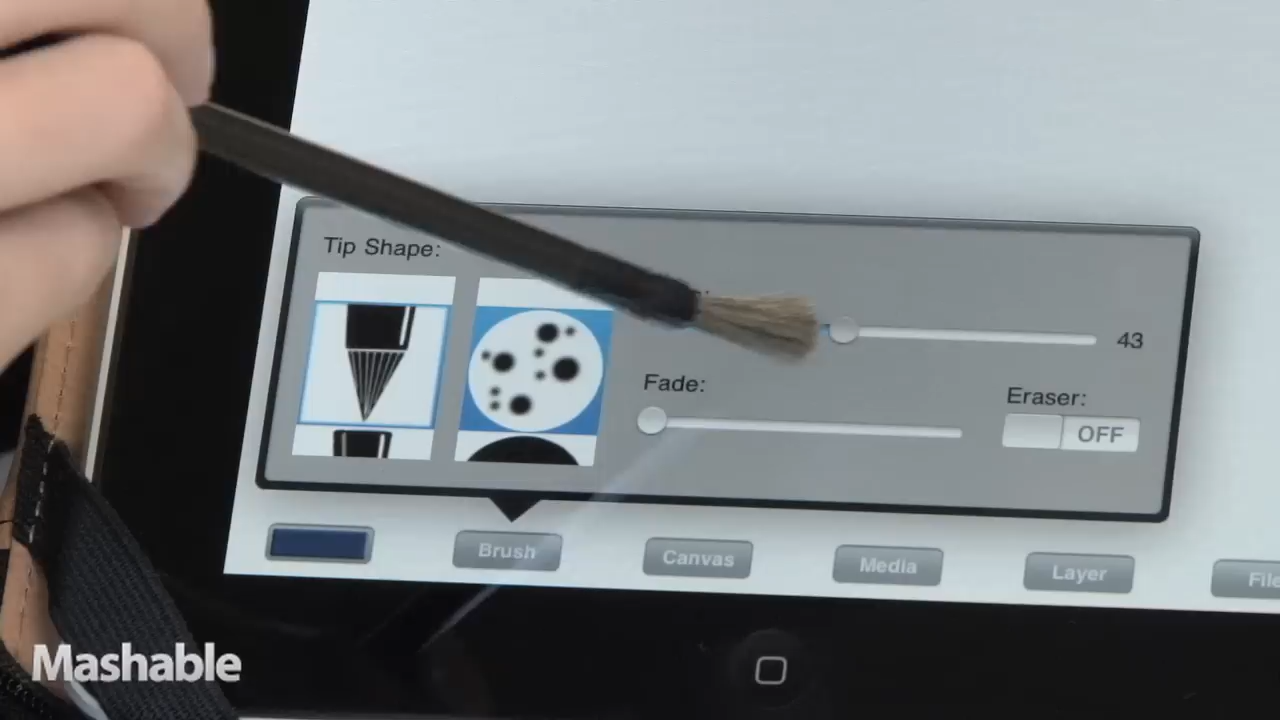 Tip Shape:
43
Fade:
Eraser:
OFF
Brush
Canvas
Media
Layer
File
Mashable